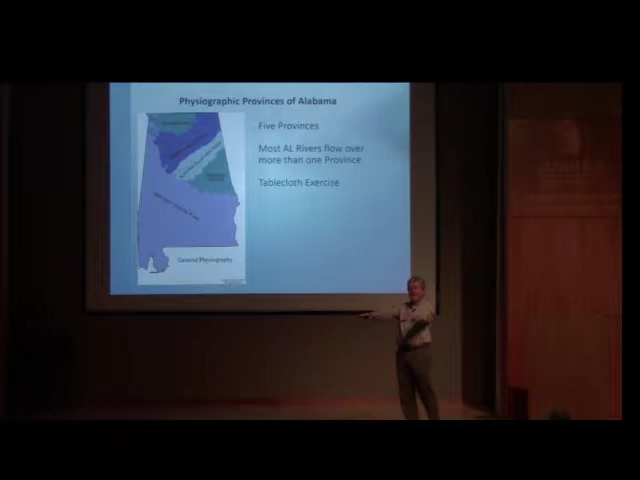 Physiographic Provinces of Alabama
Five Provinces
Most AL Rivers flow over
more than one Province
Tablecloth Exercise
General Physiography